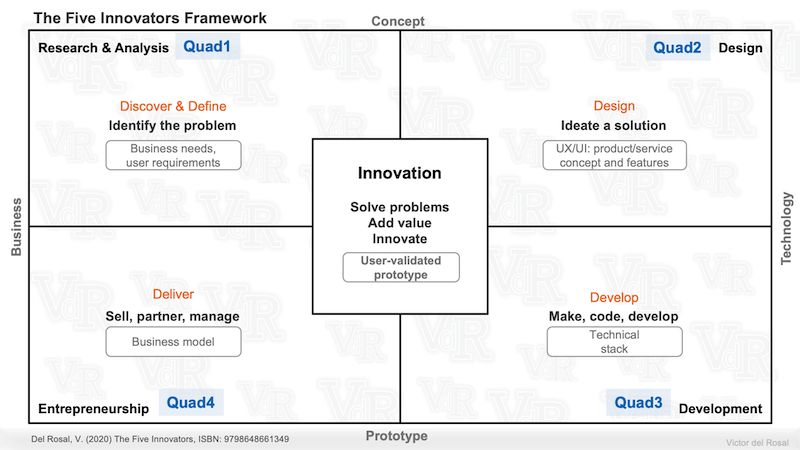 The Five Innovators Framework
Concept
Research & Analysis
Quad1
Quad2
Design
Discover & Define
Identify the problem
Business needs,
user requirements
Design
Ideate a solution
UX/UI: product/service
concept and features
Innovation
Solve problems
Add value
Innovate
User-validated
prototype
Business
Technology
Deliver
Sell, partner, manage
Business model
Develop
Make, code, develop
Technical
stack
Entrepreneurship
Quad4
Quad3
Development
Prototype
Del Rosal, V. (2020) The Five Innovators, ISBN: 9798648661349
Victor del Rosal
VdR